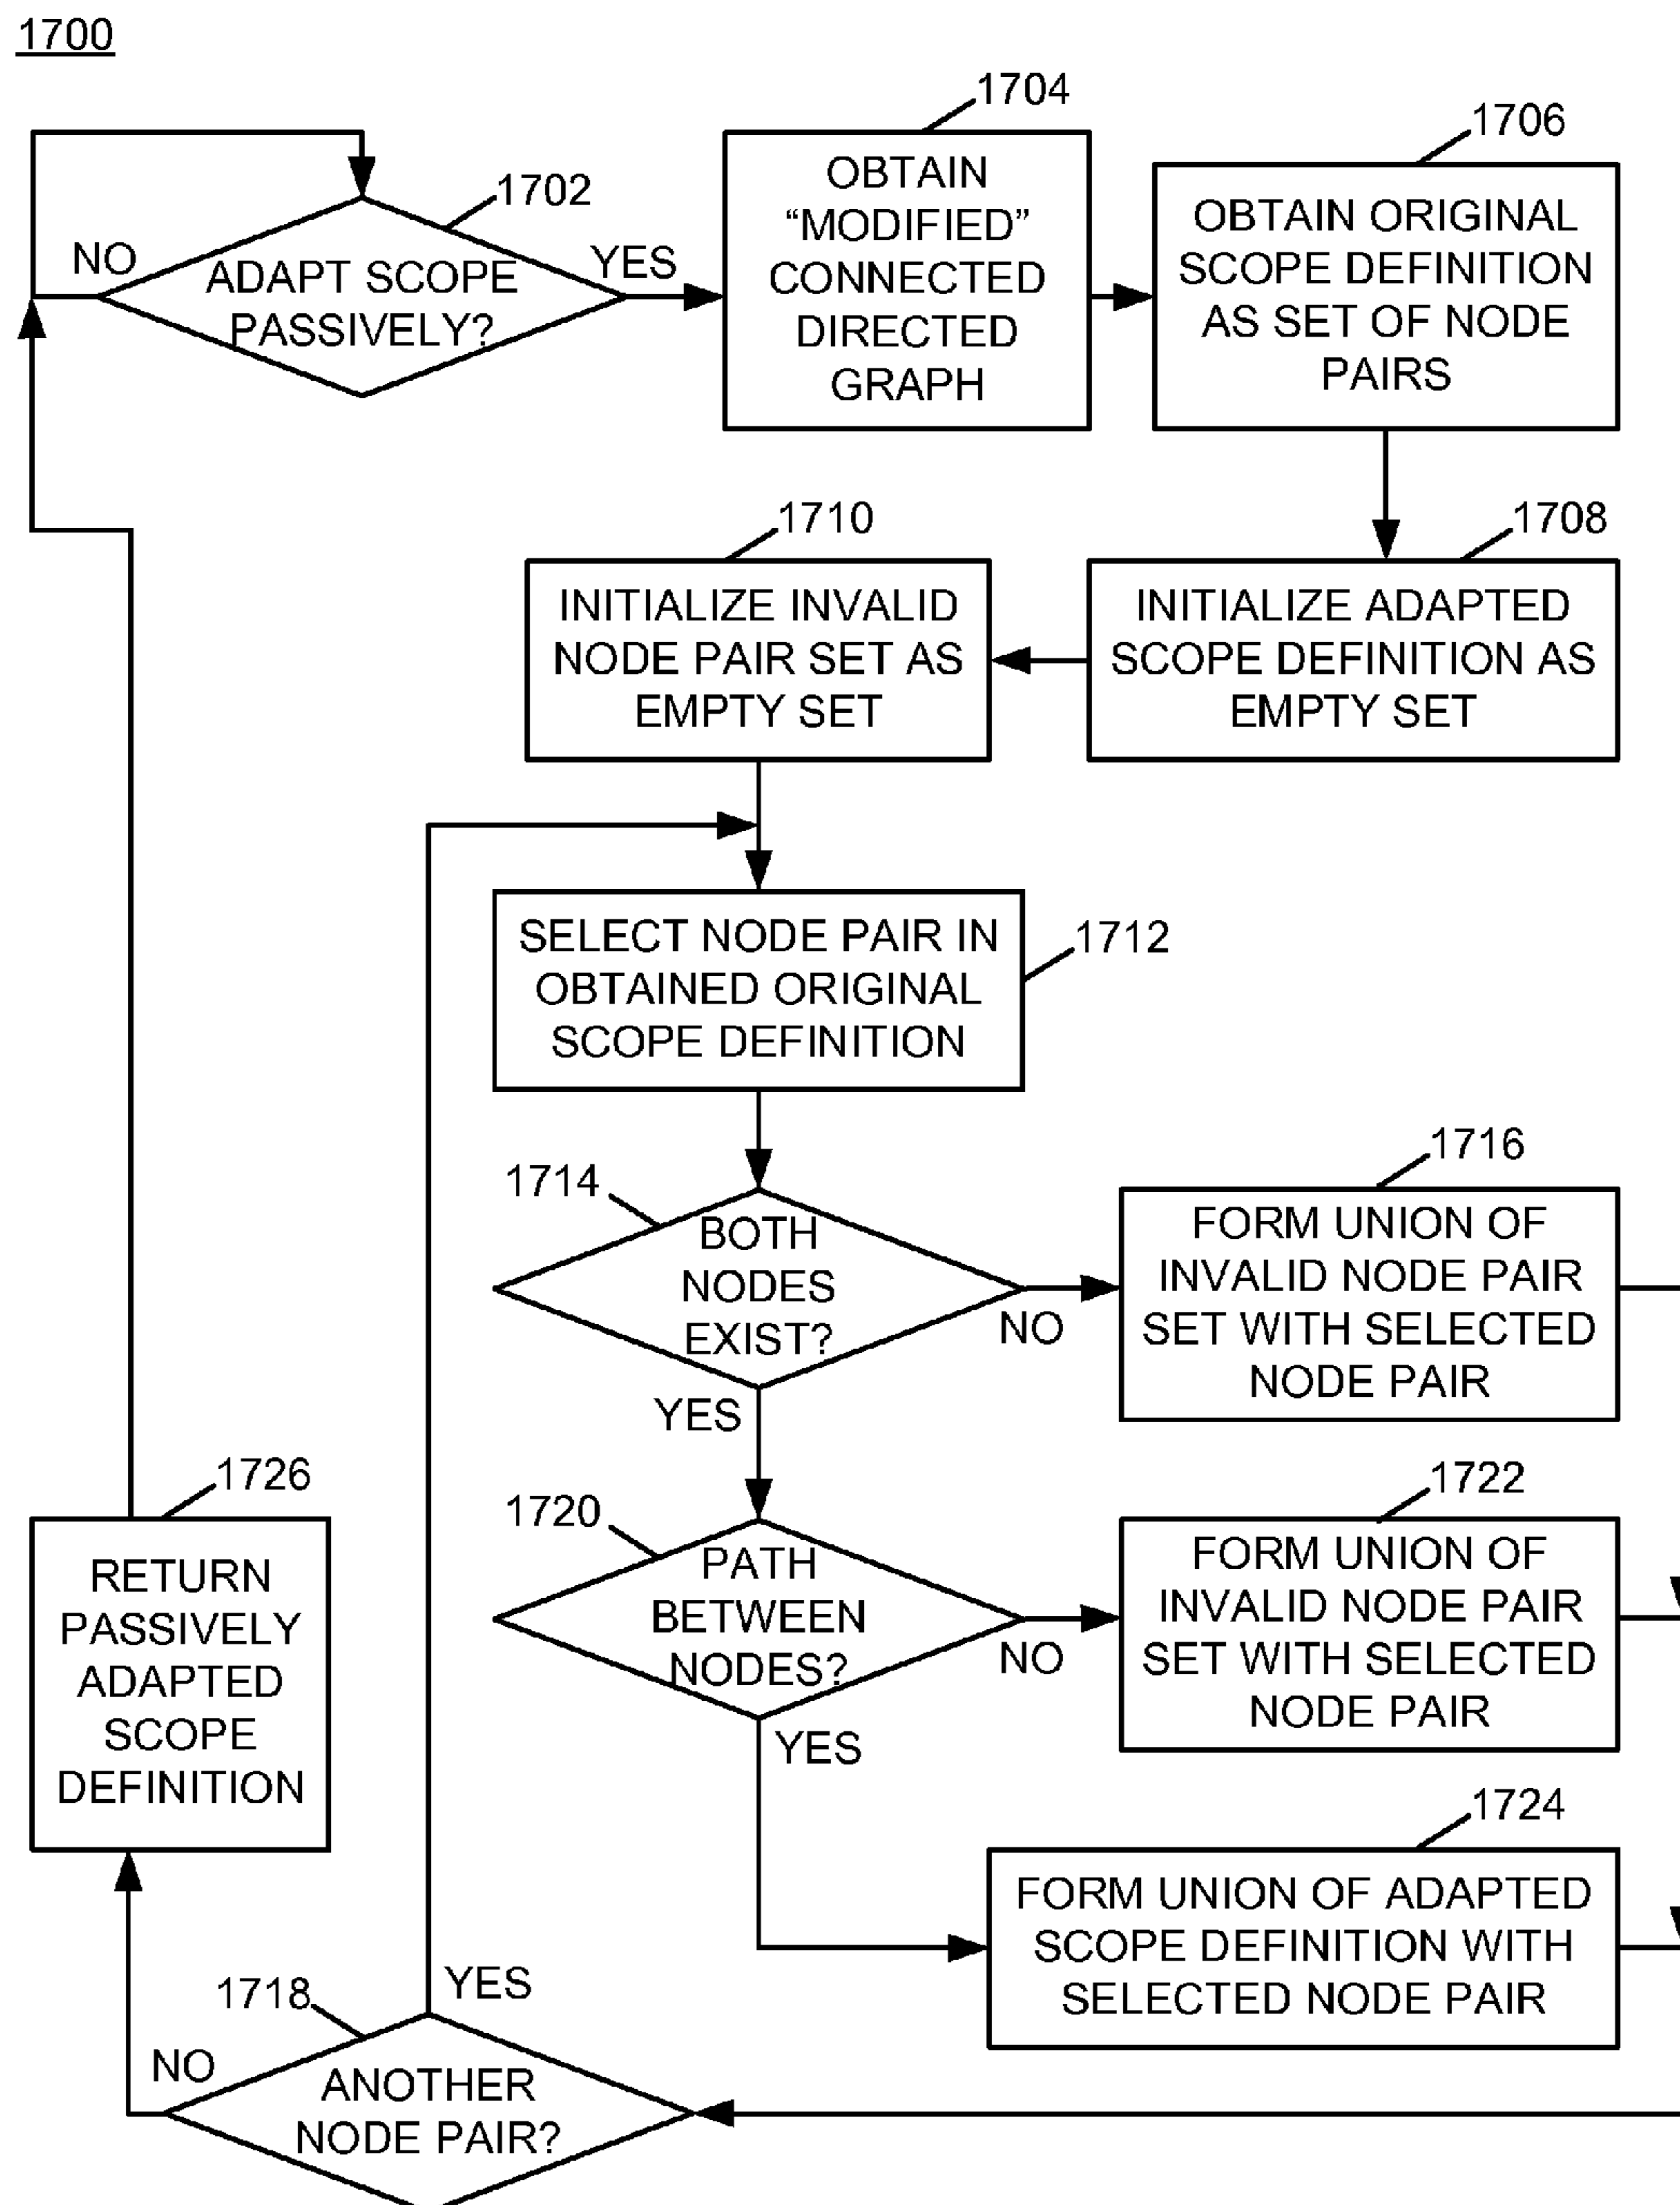 1700
1702
NO
ADAPT SCOPE
PASSIVELY?
YES
1704
OBTAIN
“MODIFIED”
CONNECTED
DIRECTED
GRAPH
1706
OBTAIN ORIGINAL
SCOPE DEFINITION
AS SET OF NODE
PAIRS
1708
INITIALIZE ADAPTED
SCOPE DEFINITION AS
EMPTY SET
1710
INITIALIZE INVALID
NODE PAIR SET AS
EMPTY SET
1712
SELECT NODE PAIR IN
OBTAINED ORIGINAL
SCOPE DEFINITION
1714
BOTH
NODES
EXIST?
NO
YES
1716
FORM UNION OF
INVALID NODE PAIR
SET WITH SELECTED
NODE PAIR
1720
PATH
BETWEEN
NODES?
NO
YES
1722
FORM UNION OF
INVALID NODE PAIR
SET WITH SELECTED
NODE PAIR
1724
FORM UNION OF ADAPTED
SCOPE DEFINITION WITH
SELECTED NODE PAIR
1718
YES
NO
ANOTHER
NODE PAIR?
1726
RETURN
PASSIVELY
ADAPTED
SCOPE
DEFINITION